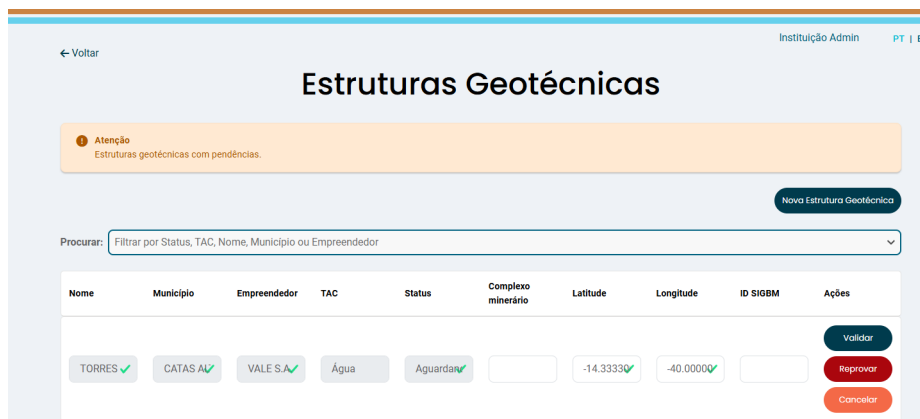 Instituição Admin PT |
← Voltar
Estruturas Geotécnicas
Atenção
Estruturas geotécnicas com pendências.
Nova Estrutura Geotécnica
Procurar: Filtrar por Status, TAC, Nome, Município ou Empreendedor
Nome Município Empreendedor TAC Status Complexo minerário Latitude Longitude ID SIGBM Ações
Validar
TORRES CATAS VALE S.A Água -14.33330 -40.00000 Reprovar
Cancelar